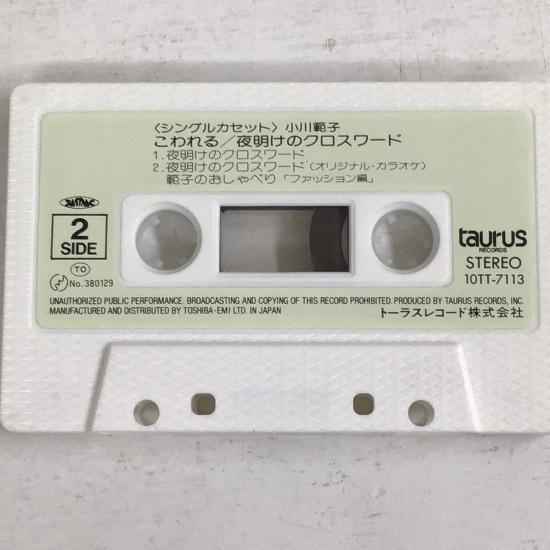 〈シングルカセット〉小川範子
こわれる／夜明けのクロスワード
1.夜明けのクロスワード
2.夜明けのクロスワード(オリジナル・カラオケ)
範子のおしゃべり「ファッション編」
2
SIDE
TO
No. 380129
taurus
RECORDS
STEREO
10TT-7113
UNAUTHORIZED PUBLIC PERFORMANCE. BROADCASTING AND COPYING OF THIS RECORD PROHIBITED. PRODUCED BY TAURUS RECORDS, INC.
MANUFACTURED AND DISTRIBUTED BY TOSHIBA-EMI LTD. IN JAPAN
トーラスレコード株式会社